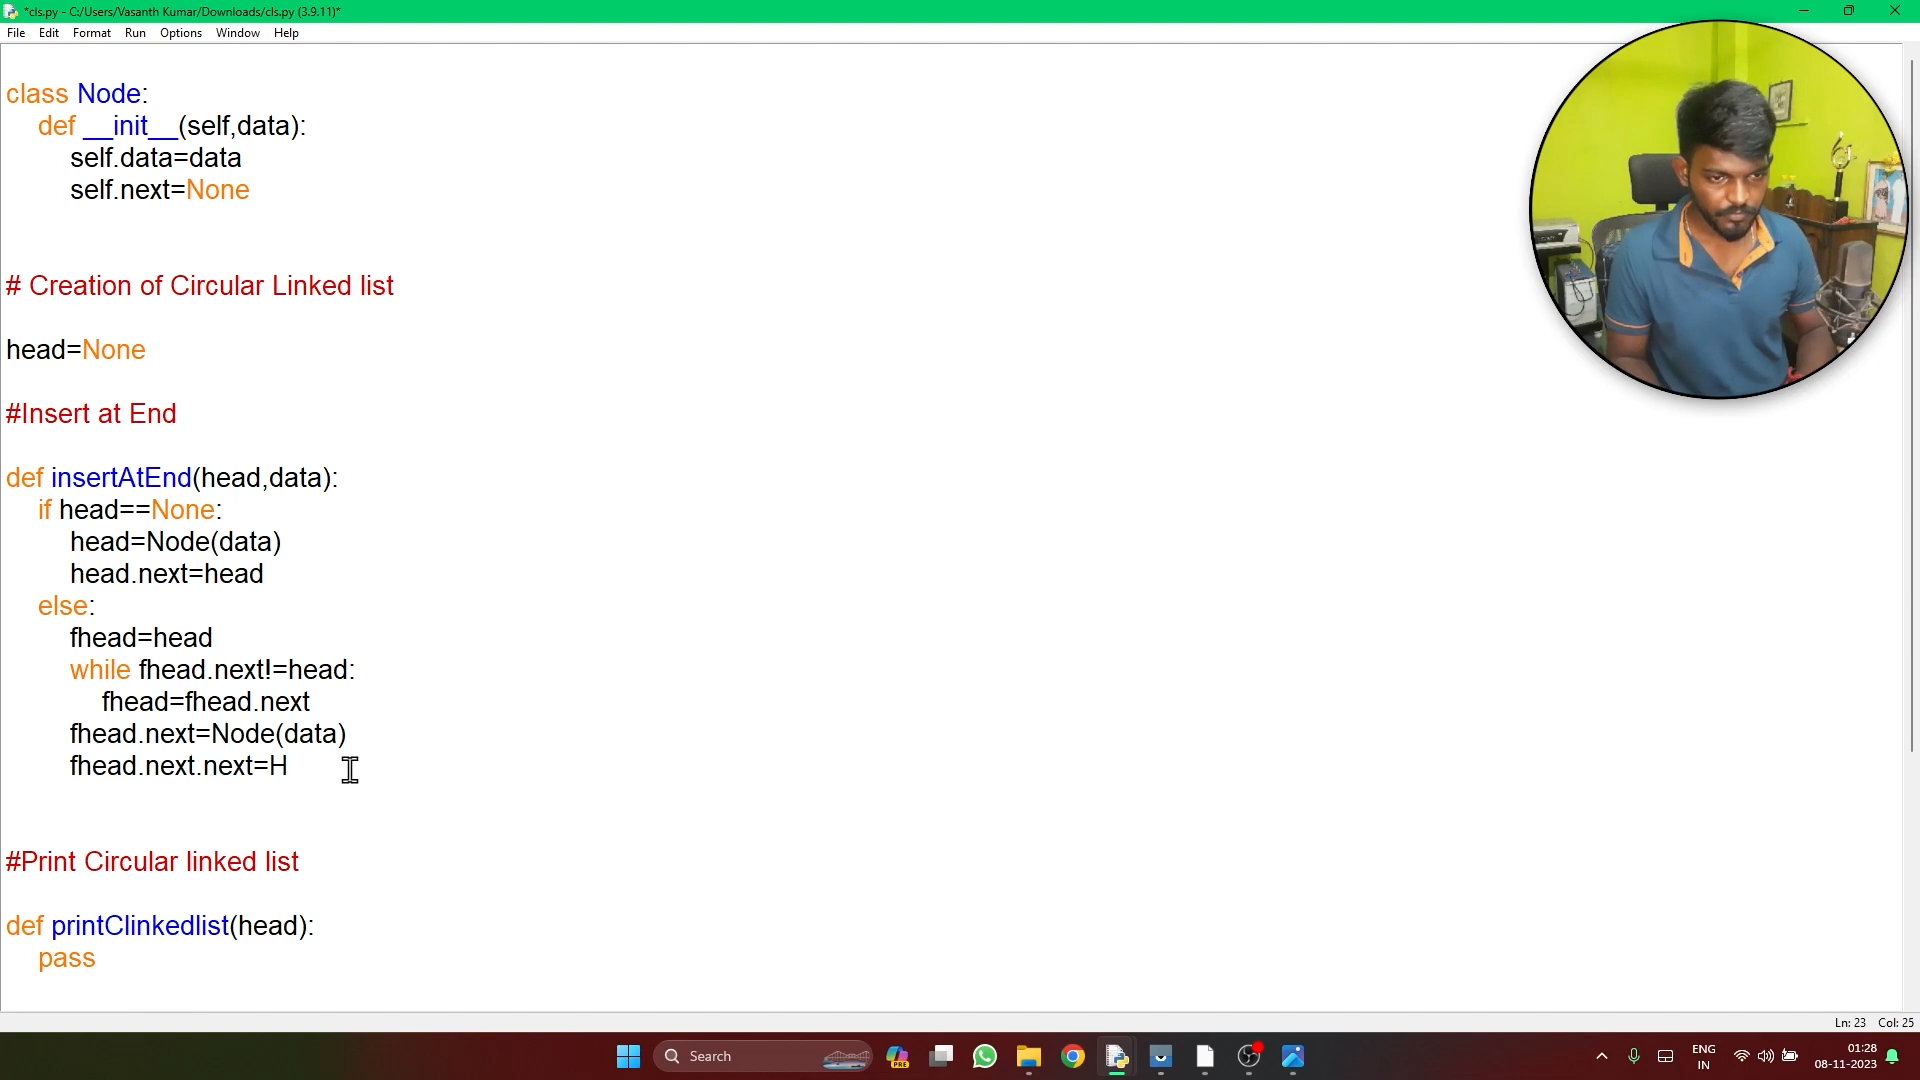 *cls.py - C:/Users/Vasanth Kumar/Downloads/cls.py (3.9.11)*
File Edit Format Run Options Window Help
class Node:
def __init__(self,data):
self.data=data
self.next=None
# Creation of Circular Linked list
head=None
#Insert at End
def insertAtEnd(head,data):
if head==None:
head=Node(data)
head.next=head
else:
fhead=head
while fhead.next!=head:
fhead=fhead.next
fhead.next=Node(data)
fhead.next.next=H
#Print Circular linked list
def printClinkedlist(head):
pass
Ln: 23 Col: 25
Search
PRE
ENG
IN
01:28
08-11-2023